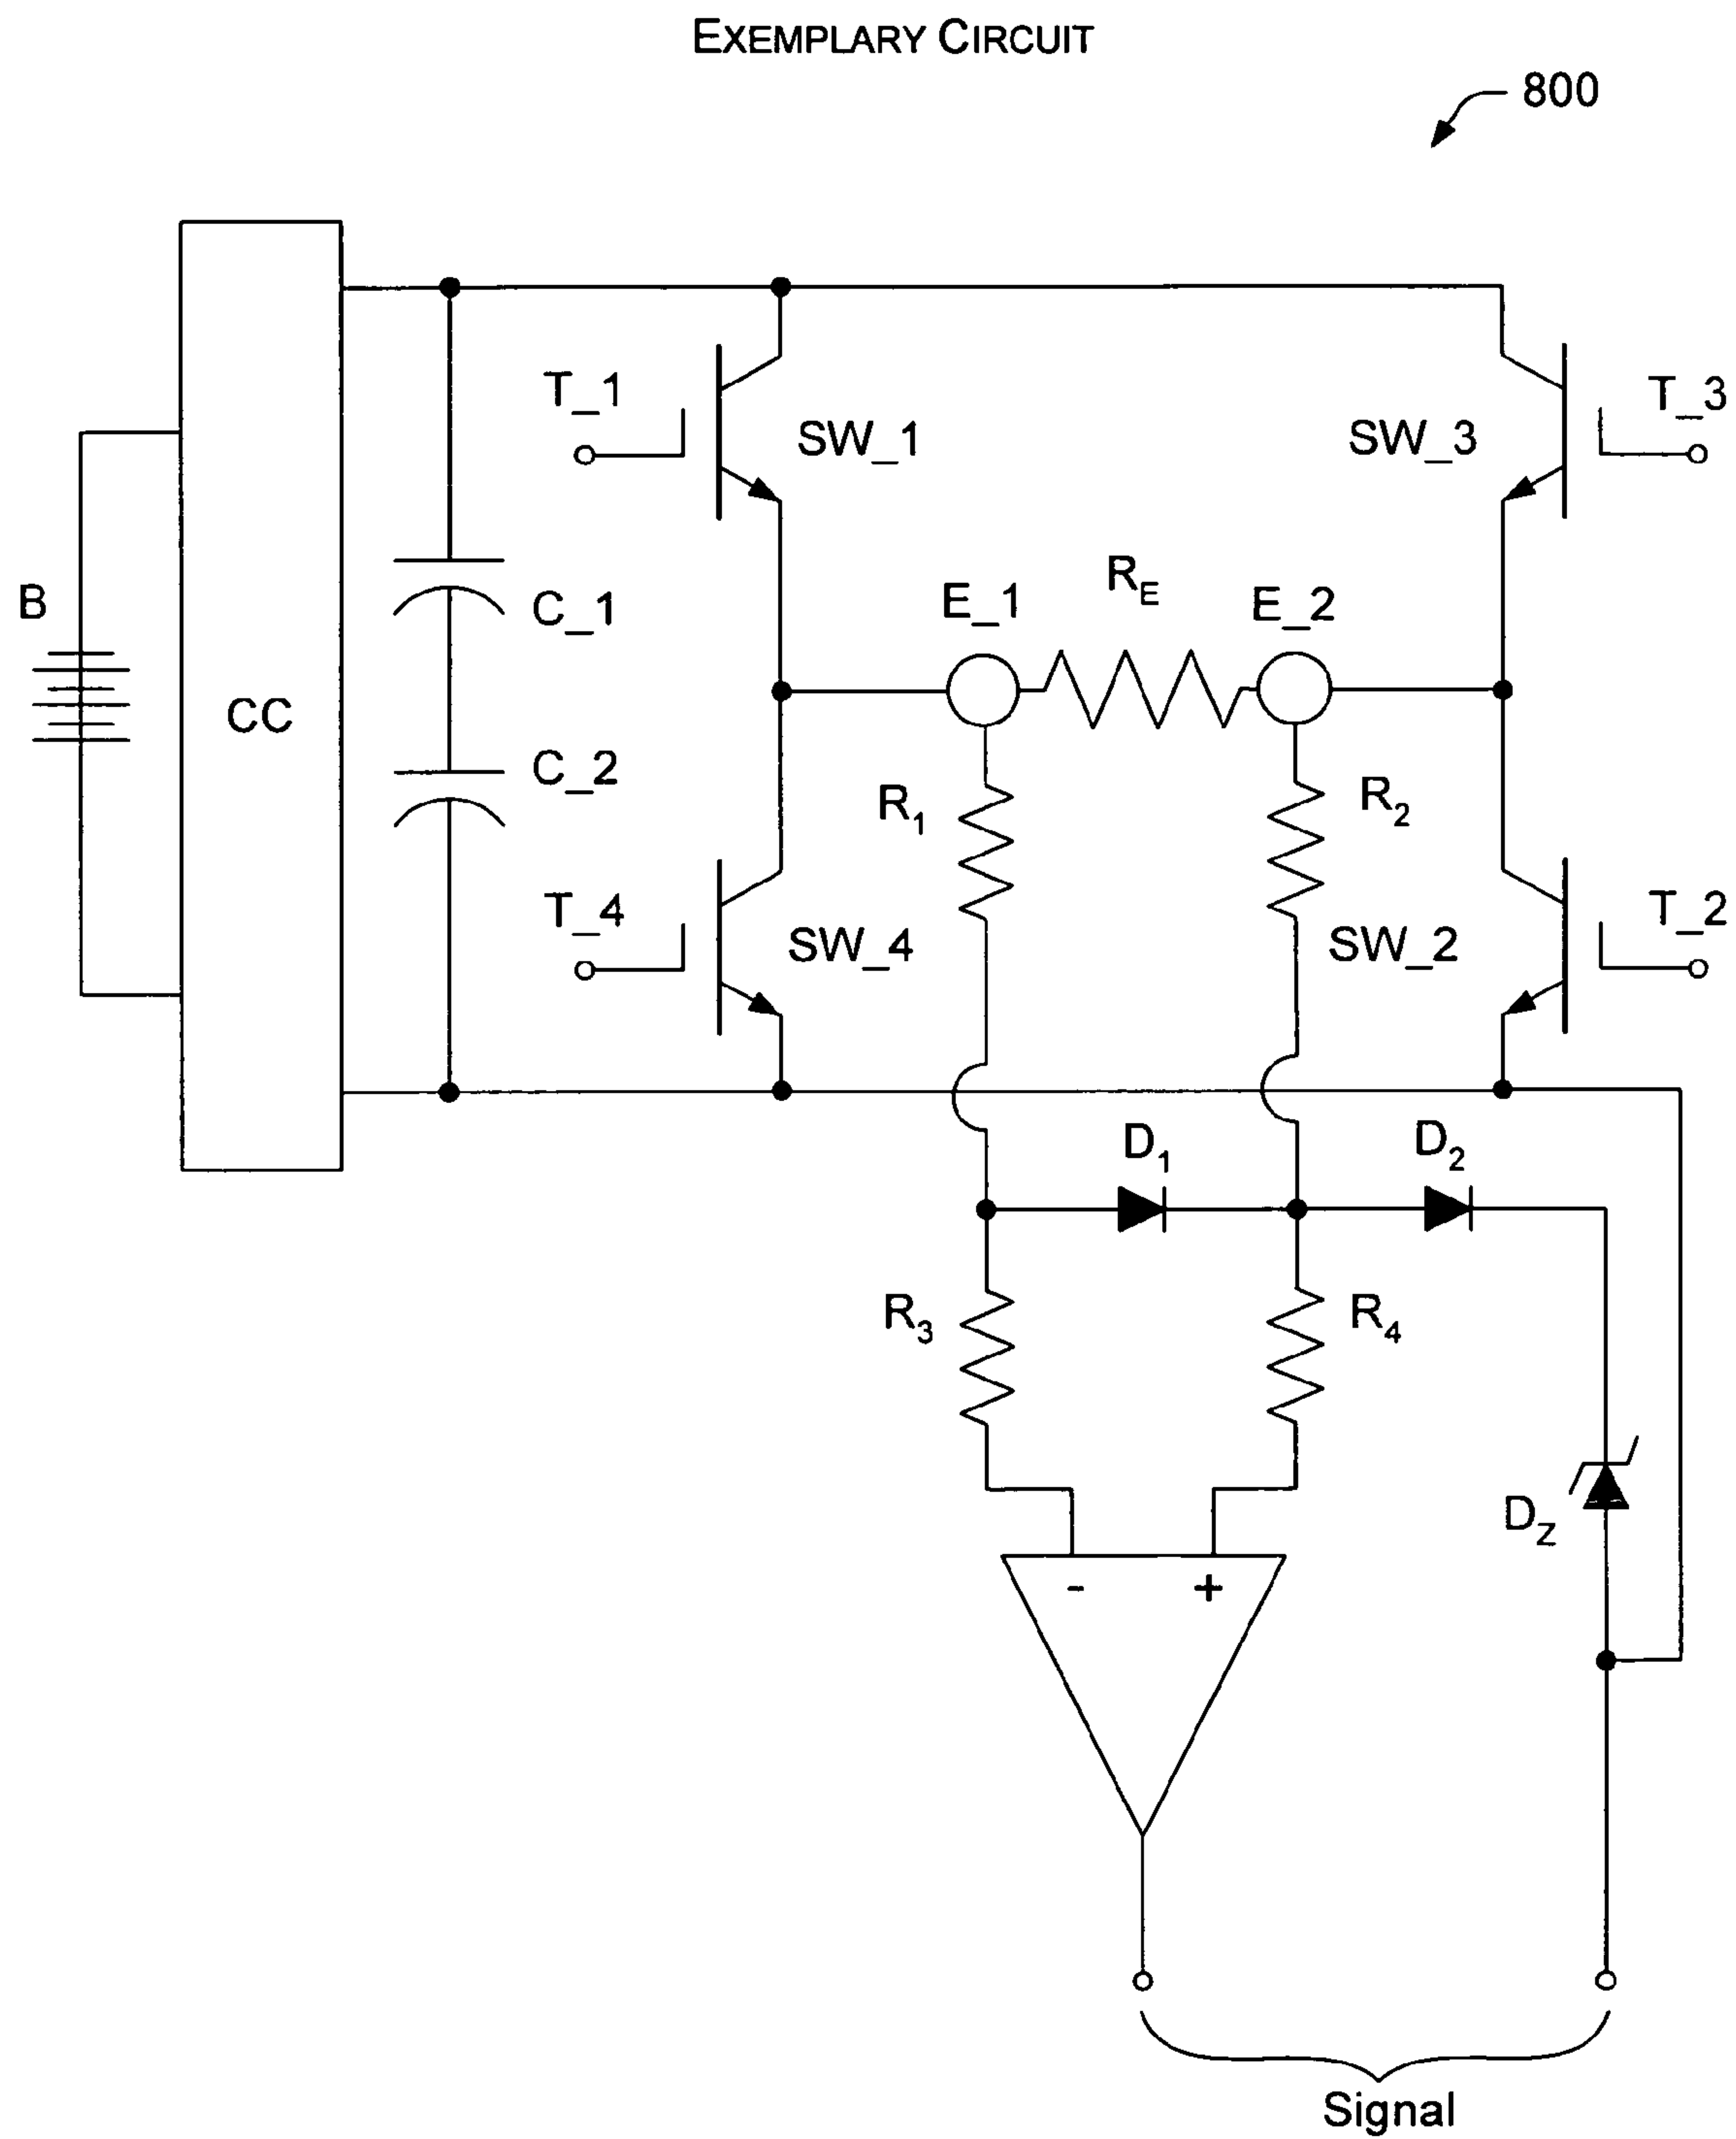 EXEMPLARY CIRCUIT
800
T_1
SW_1
SW_3
T_3
B
CC
C_1
C_2
E_1
RE
E_2
R1
R2
T_4
SW_4
SW_2
T_2
D1
D2
R3
R4
DZ
- +
Signal